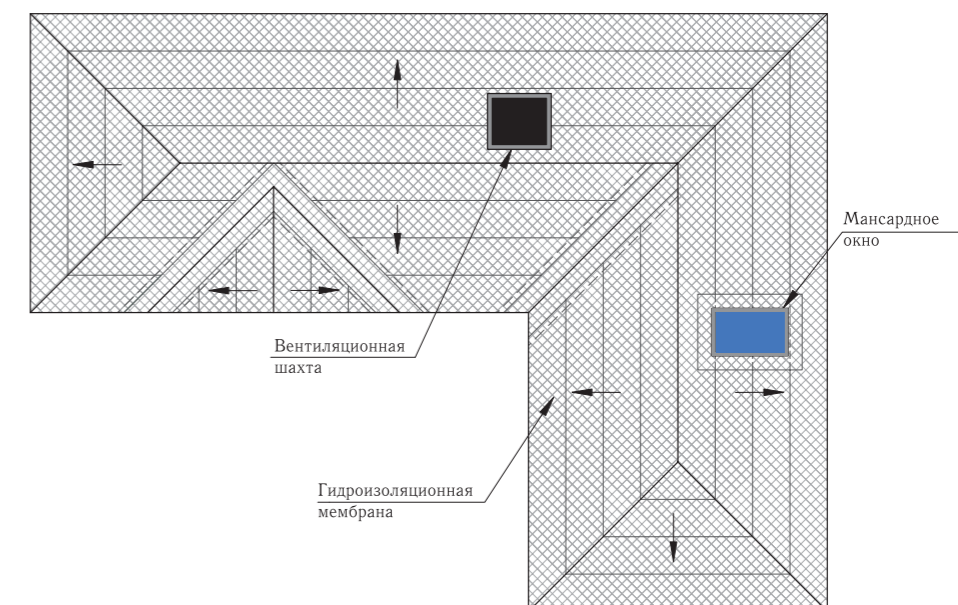 Мансардное
окно
Вентиляционная
шахта
Гидроизоляционная
мембрана